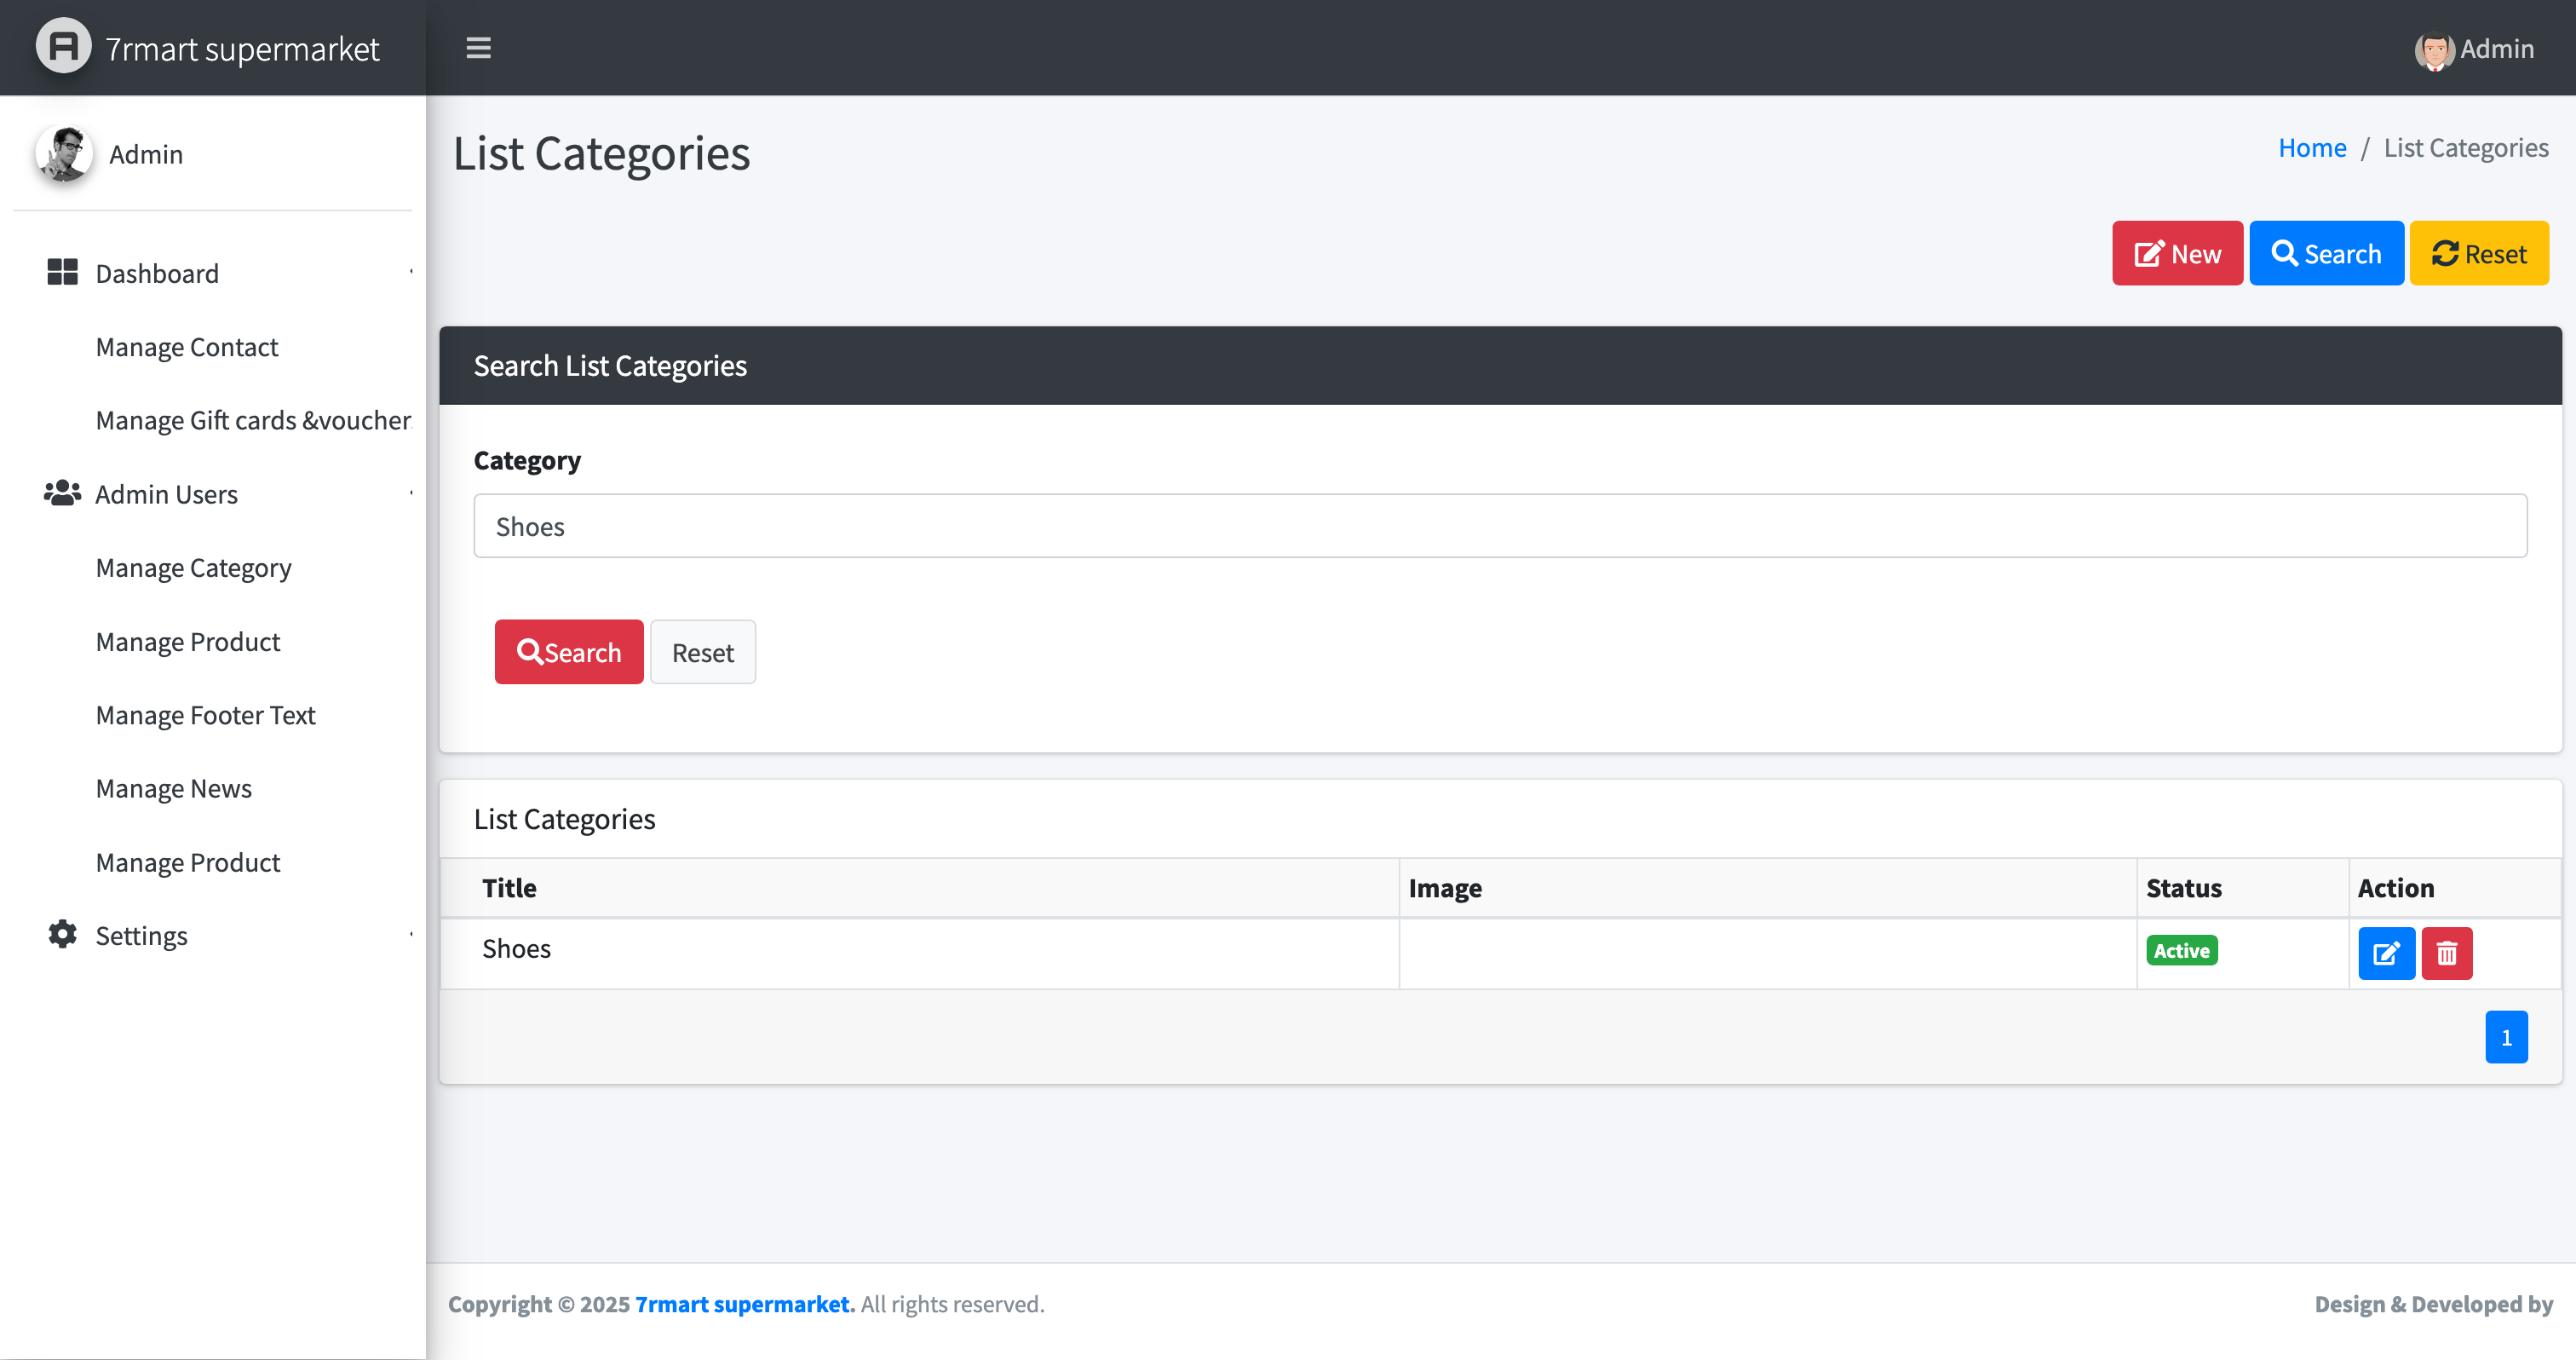 7rmart supermarket
Admin
Admin
Dashboard
Manage Contact
Manage Gift cards &voucher
Admin Users
Manage Category
Manage Product
Manage Footer Text
Manage News
Manage Product
Settings
List Categories
Home / List Categories
New Search Reset
Search List Categories
Category
Shoes
Search Reset
List Categories
Title Image Status Action
Shoes Active
1
Copyright © 2025 7rmart supermarket. All rights reserved.
Design & Developed by